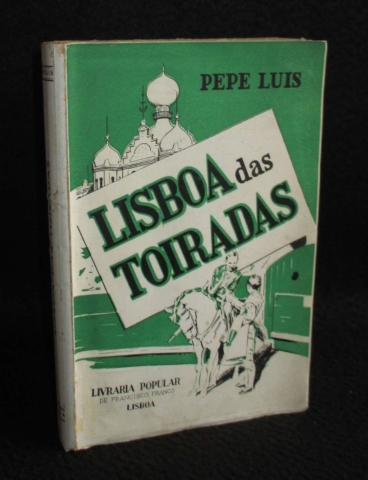 PEPE LUIS
LISBOA das
TOIRADAS
LIVRARIA POPULAR
DE FRANCISCO FRANCO
LISBOA